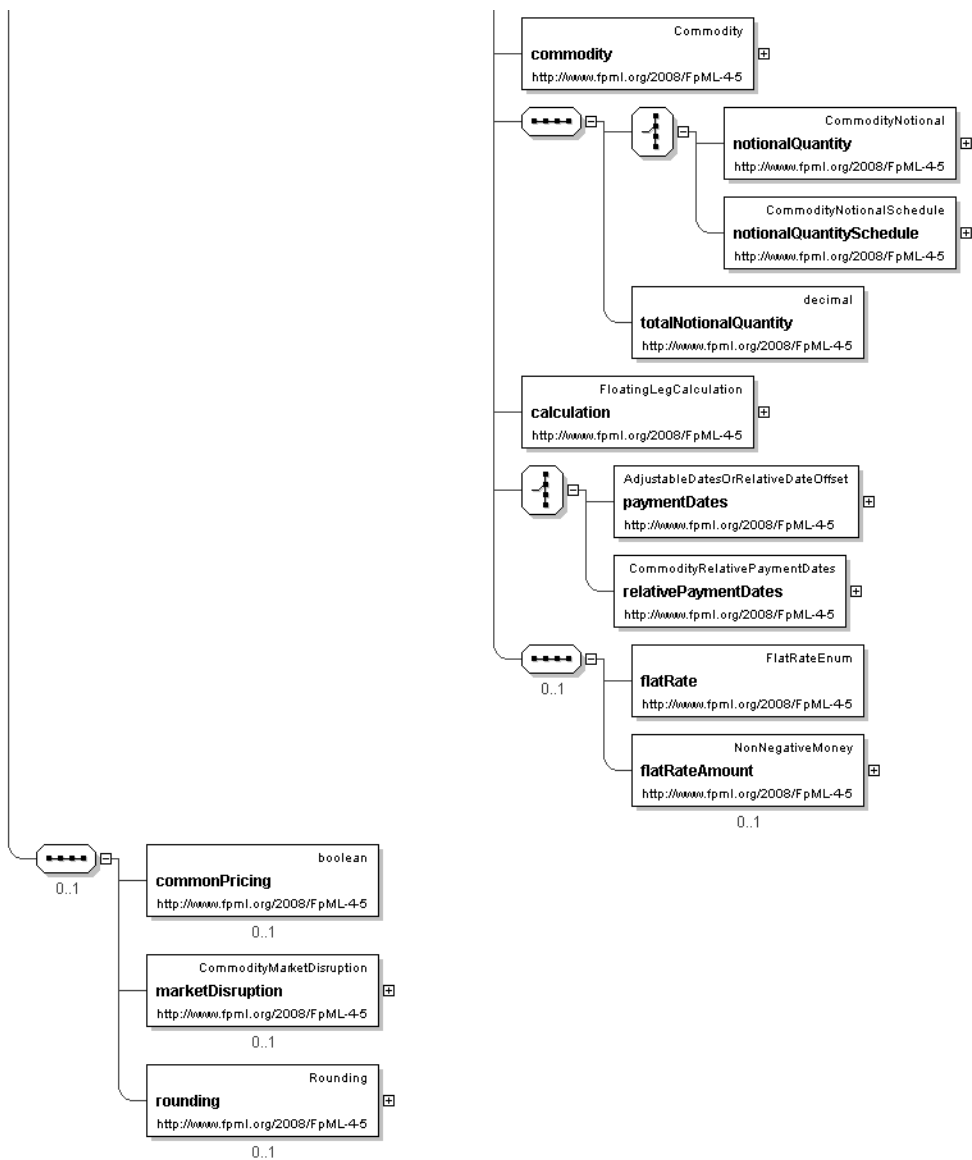 Commodity
commodity
http://www.fpml.org/2008/FpML-4-5
CommodityNotional
notionalQuantity
http://www.fpml.org/2008/FpML-4-5
CommodityNotionalSchedule
notionalQuantitySchedule
http://www.fpml.org/2008/FpML-4-5
decimal
totalNotionalQuantity
http://www.fpml.org/2008/FpML-4-5
FloatingLegCalculation
calculation
http://www.fpml.org/2008/FpML-4-5
AdjustableDatesOrRelativeDateOffset
paymentDates
http://www.fpml.org/2008/FpML-4-5
CommodityRelativePaymentDates
relativePaymentDates
http://www.fpml.org/2008/FpML-4-5
0..1
FlatRateEnum
flatRate
http://www.fpml.org/2008/FpML-4-5
NonNegativeMoney
flatRateAmount
http://www.fpml.org/2008/FpML-4-5
0..1
0..1
boolean
commonPricing
http://www.fpml.org/2008/FpML-4-5
0..1
CommodityMarketDisruption
marketDisruption
http://www.fpml.org/2008/FpML-4-5
0..1
Rounding
rounding
http://www.fpml.org/2008/FpML-4-5
0..1